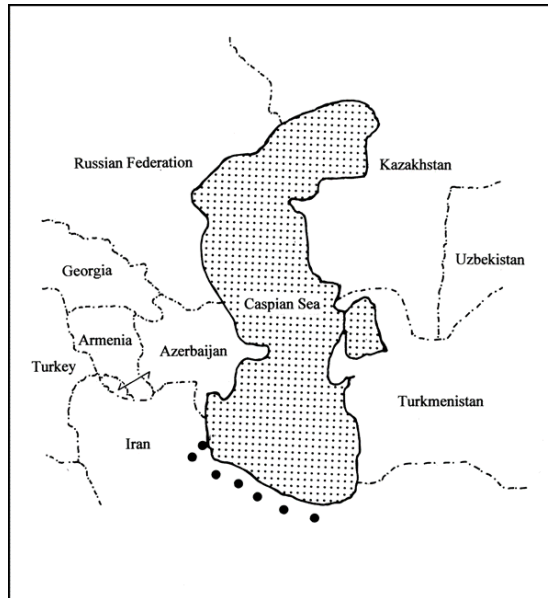 Russian Federation
Kazakhstan
Uzbekistan
Georgia
Caspian Sea
Armenia
Azerbaijan
Turkey
Turkmenistan
Iran